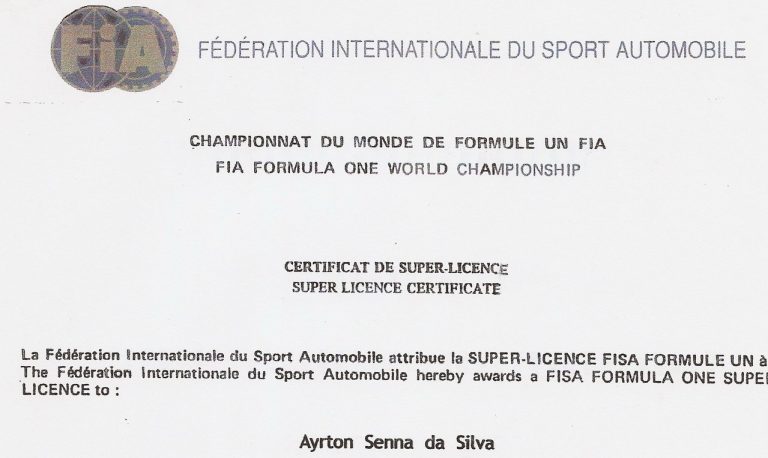 FiA FÉDÉRATION INTERNATIONALE DU SPORT AUTOMOBILE
CHAMPIONNAT DU MONDE DE FORMULE UN FIA
FIA FORMULA ONE WORLD CHAMPIONSHIP
CERTIFICAT DE SUPER-LICENCE
SUPER LICENCE CERTIFICATE
La Fédération Internationale du Sport Automobile attribue la SUPER-LICENCE FISA FORMULE UN à
The Fédération Internationale du Sport Automobile hereby awards a FISA FORMULA ONE SUPER
LICENCE to :
Ayrton Senna da Silva